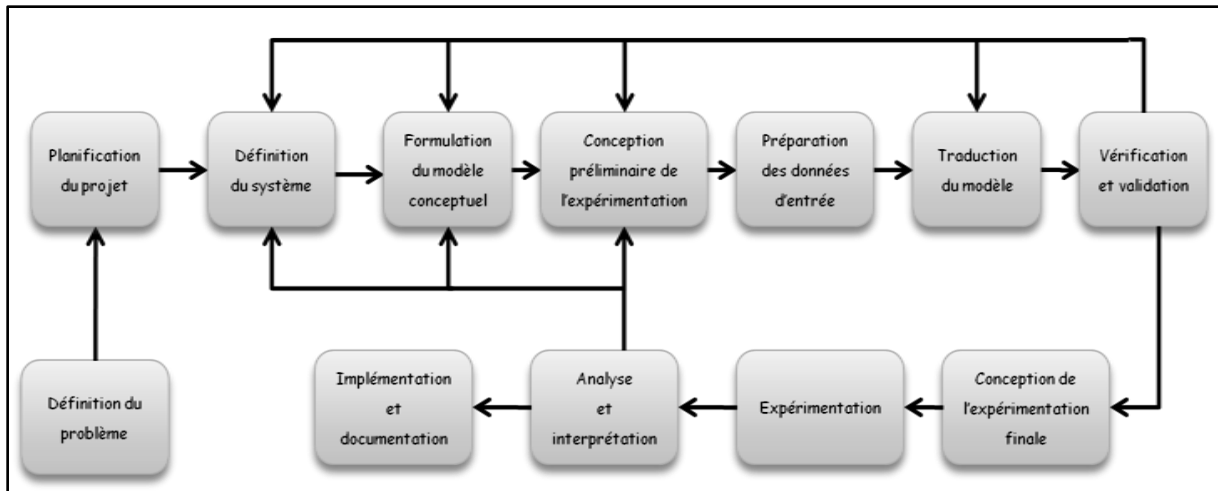 Planification
du projet
Définition
du système
Formulation
du modèle
conceptuel
Conception
préliminaire de
l'expérimentation
Préparation
des données
d'entrée
Traduction
du modèle
Vérification
et validation
Définition du
problème
Implémentation
et
documentation
Analyse
et
interprétation
Expérimentation
Conception de
l'expérimentation
finale